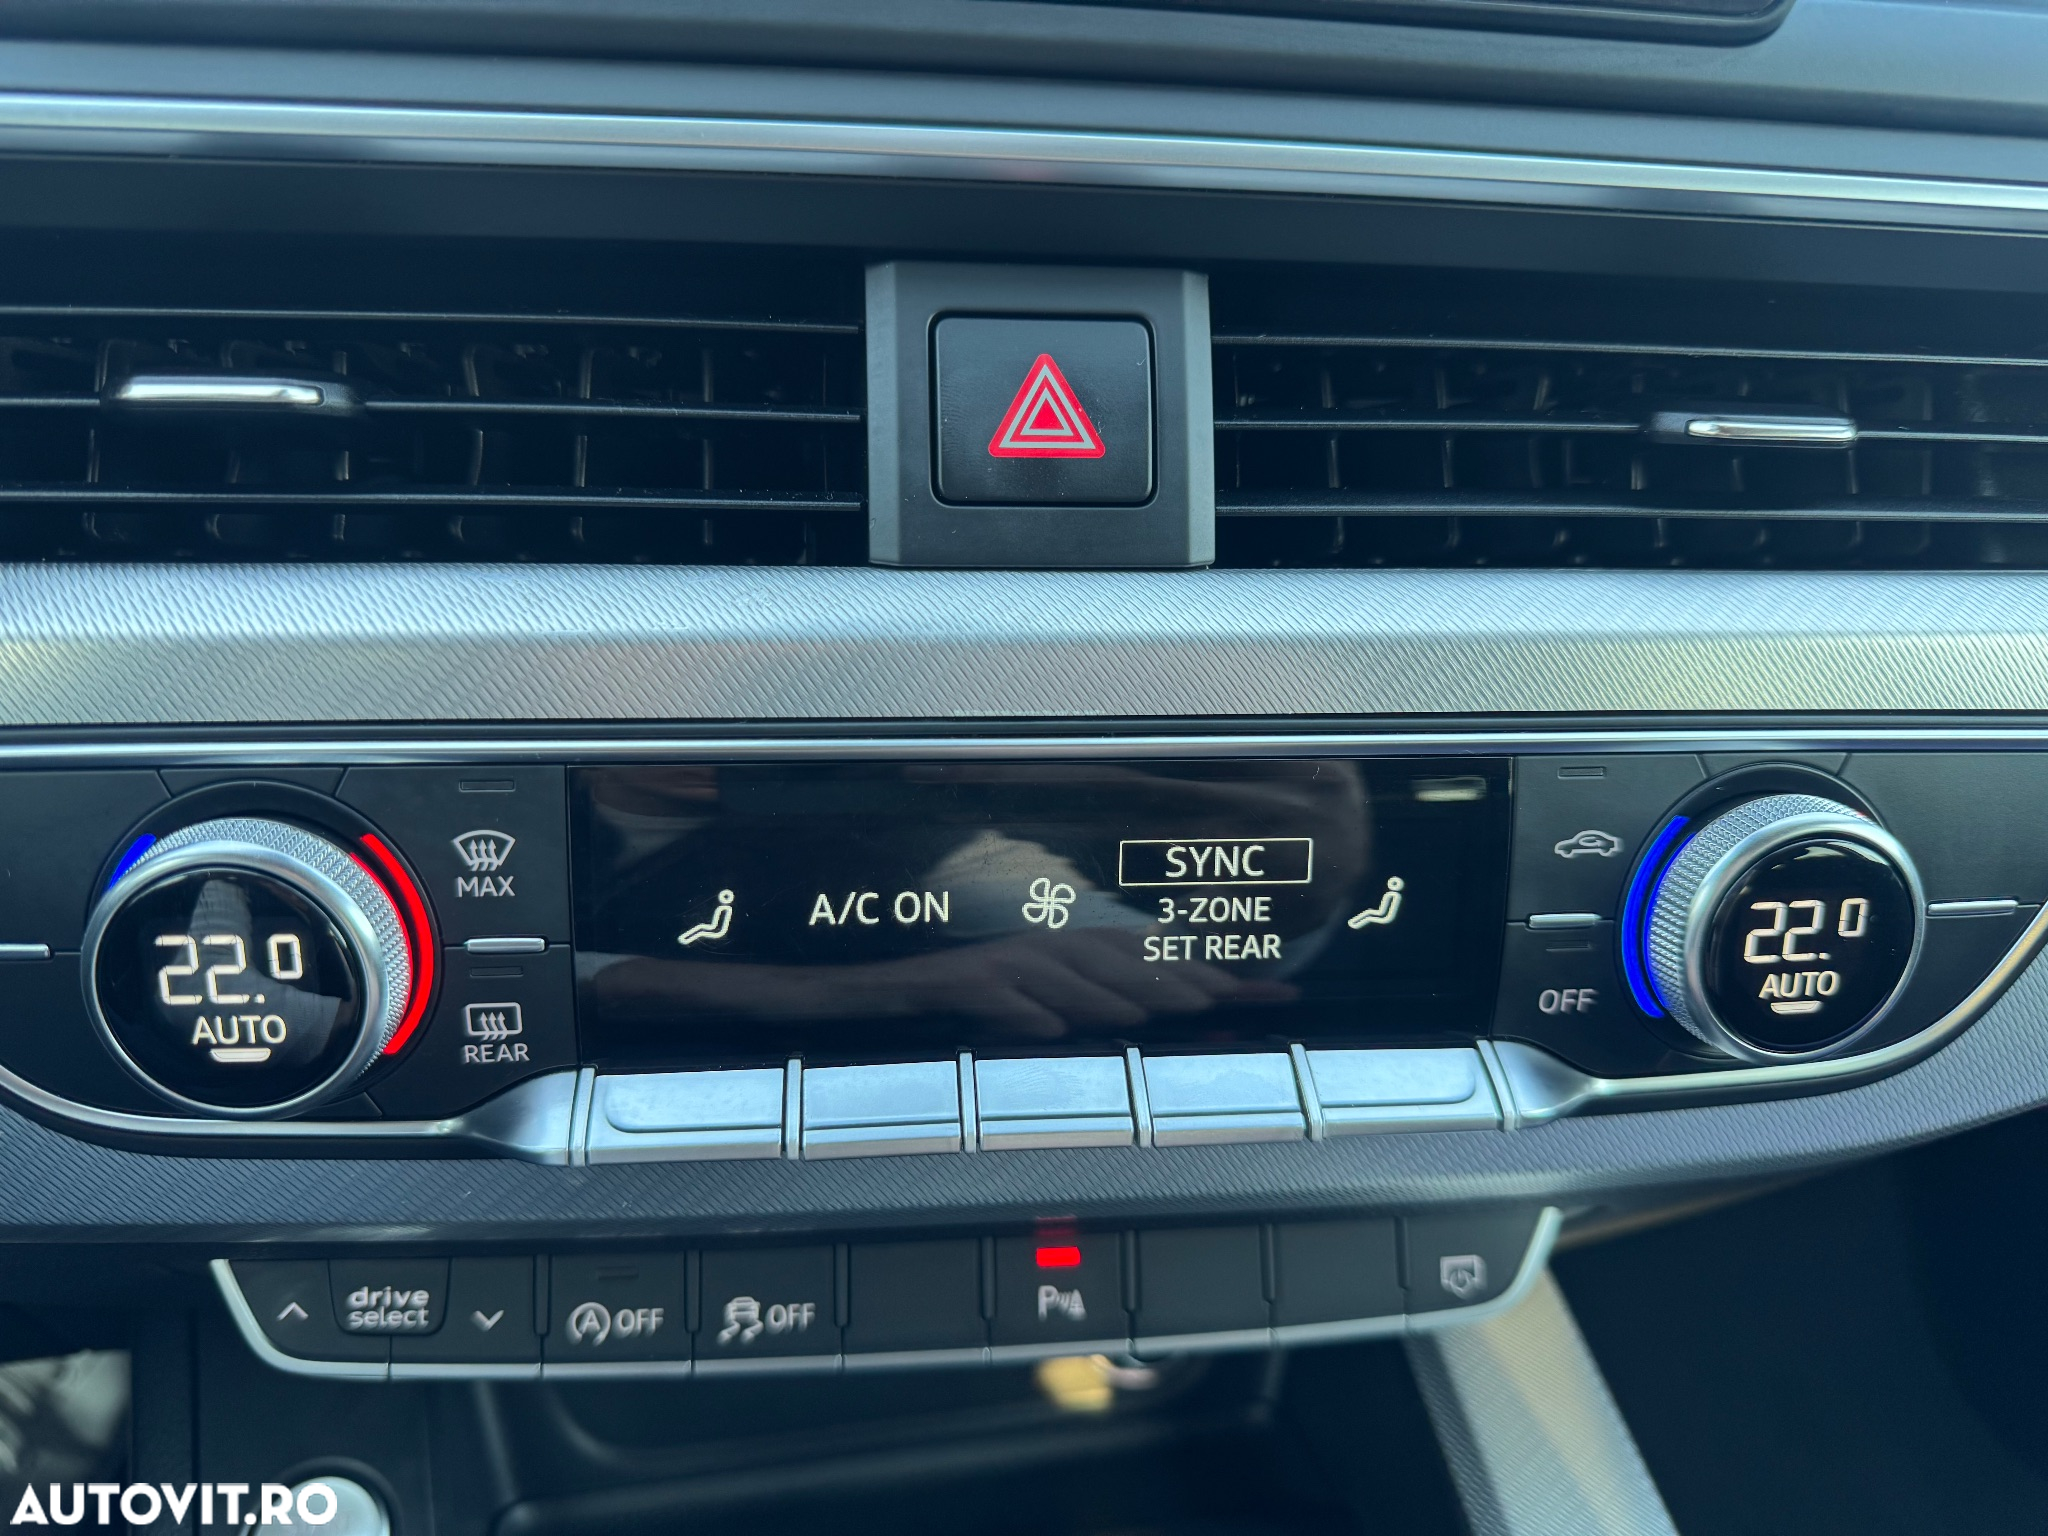 MAX
22.0
AUTO
REAR
A/C ON
SYNC
3-ZONE
SET REAR
OFF
22.0
AUTO
drive
select
A OFF
OFF
P
AUTOVIT.RO